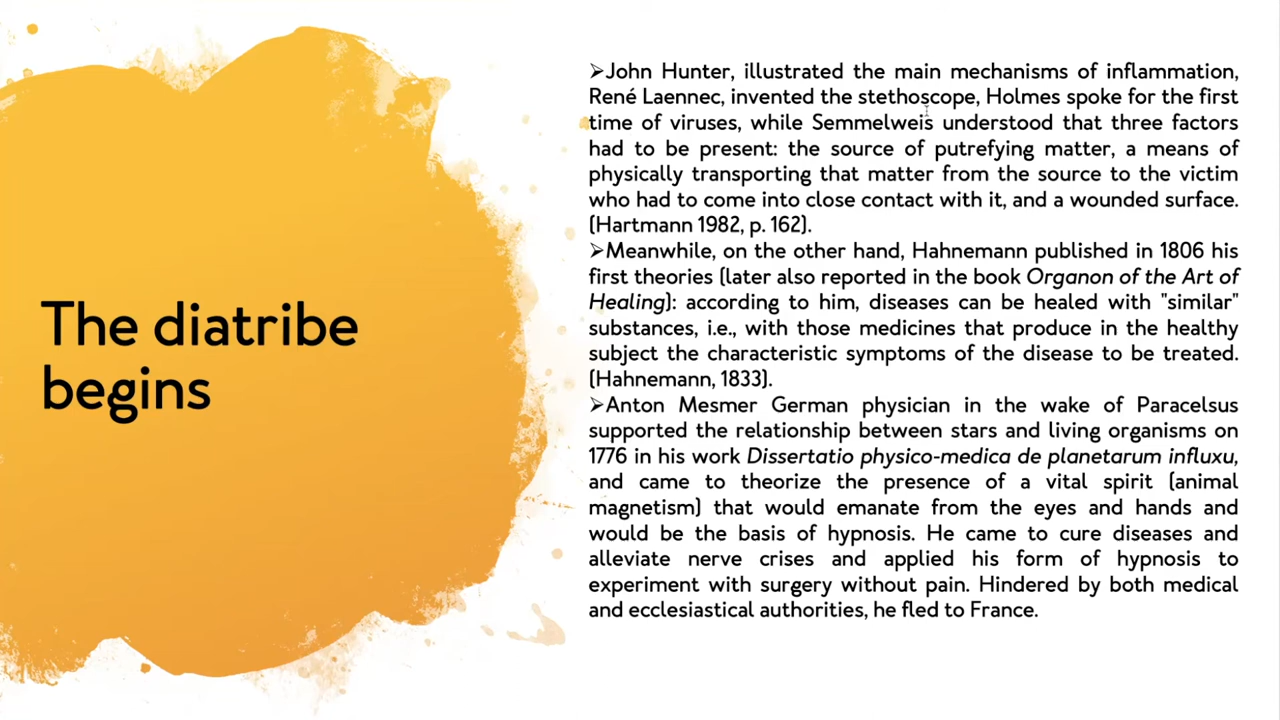 The diatribe
begins
➢John Hunter, illustrated the main mechanisms of inflammation,
René Laennec, invented the stethoscope, Holmes spoke for the first
time of viruses, while Semmelweis understood that three factors
had to be present: the source of putrefying matter, a means of
physically transporting that matter from the source to the victim
who had to come into close contact with it, and a wounded surface.
(Hartmann 1982, p. 162).
➢Meanwhile, on the other hand, Hahnemann published in 1806 his
first theories (later also reported in the book Organon of the Art of
Healing): according to him, diseases can be healed with "similar"
substances, i.e., with those medicines that produce in the healthy
subject the characteristic symptoms of the disease to be treated.
(Hahnemann, 1833).
➢Anton Mesmer German physician in the wake of Paracelsus
supported the relationship between stars and living organisms on
1776 in his work Dissertatio physico-medica de planetarum influxu,
and came to theorize the presence of a vital spirit (animal
magnetism) that would emanate from the eyes and hands and
would be the basis of hypnosis. He came to cure diseases and
alleviate nerve crises and applied his form of hypnosis to
experiment with surgery without pain. Hindered by both medical
and ecclesiastical authorities, he fled to France.